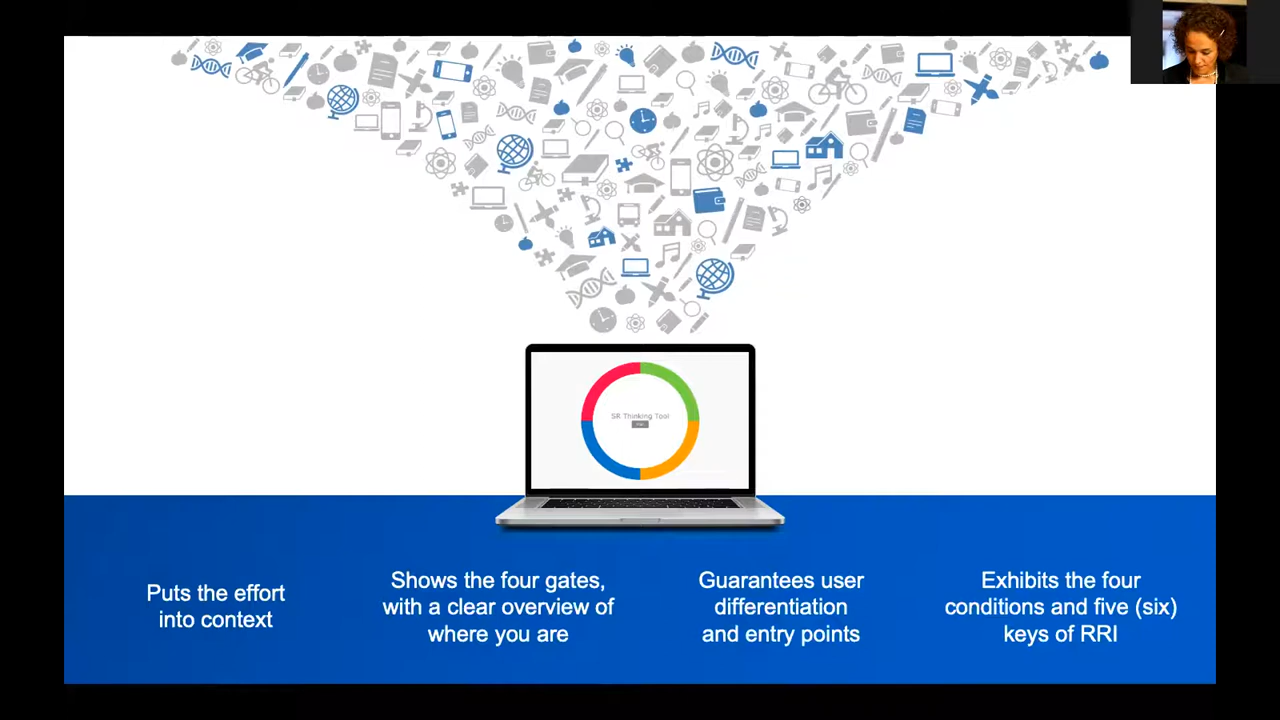 SR Thinking Tool
Puts the effort
into context
Shows the four gates,
with a clear overview of
where you are
Guarantees user
differentiation
and entry points
Exhibits the four
conditions and five (six)
keys of RRI